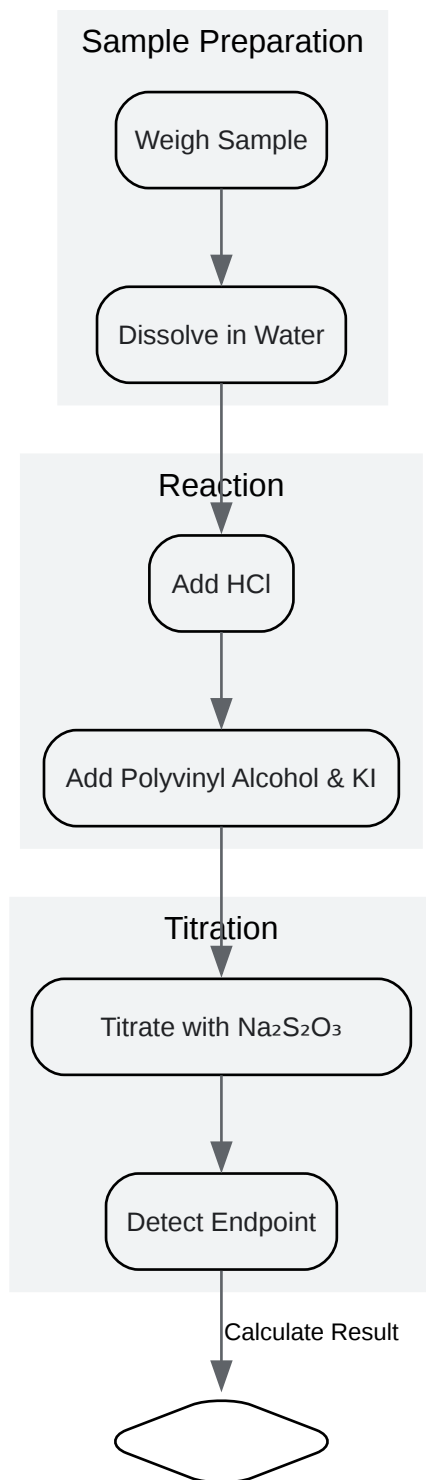 Sample Preparation
Weigh Sample
Dissolve in Water
Reaction
Add HCl
Add Polyvinyl Alcohol & KI
Titration
Titrate with Na₂S₂O₃
Detect Endpoint
Calculate Result